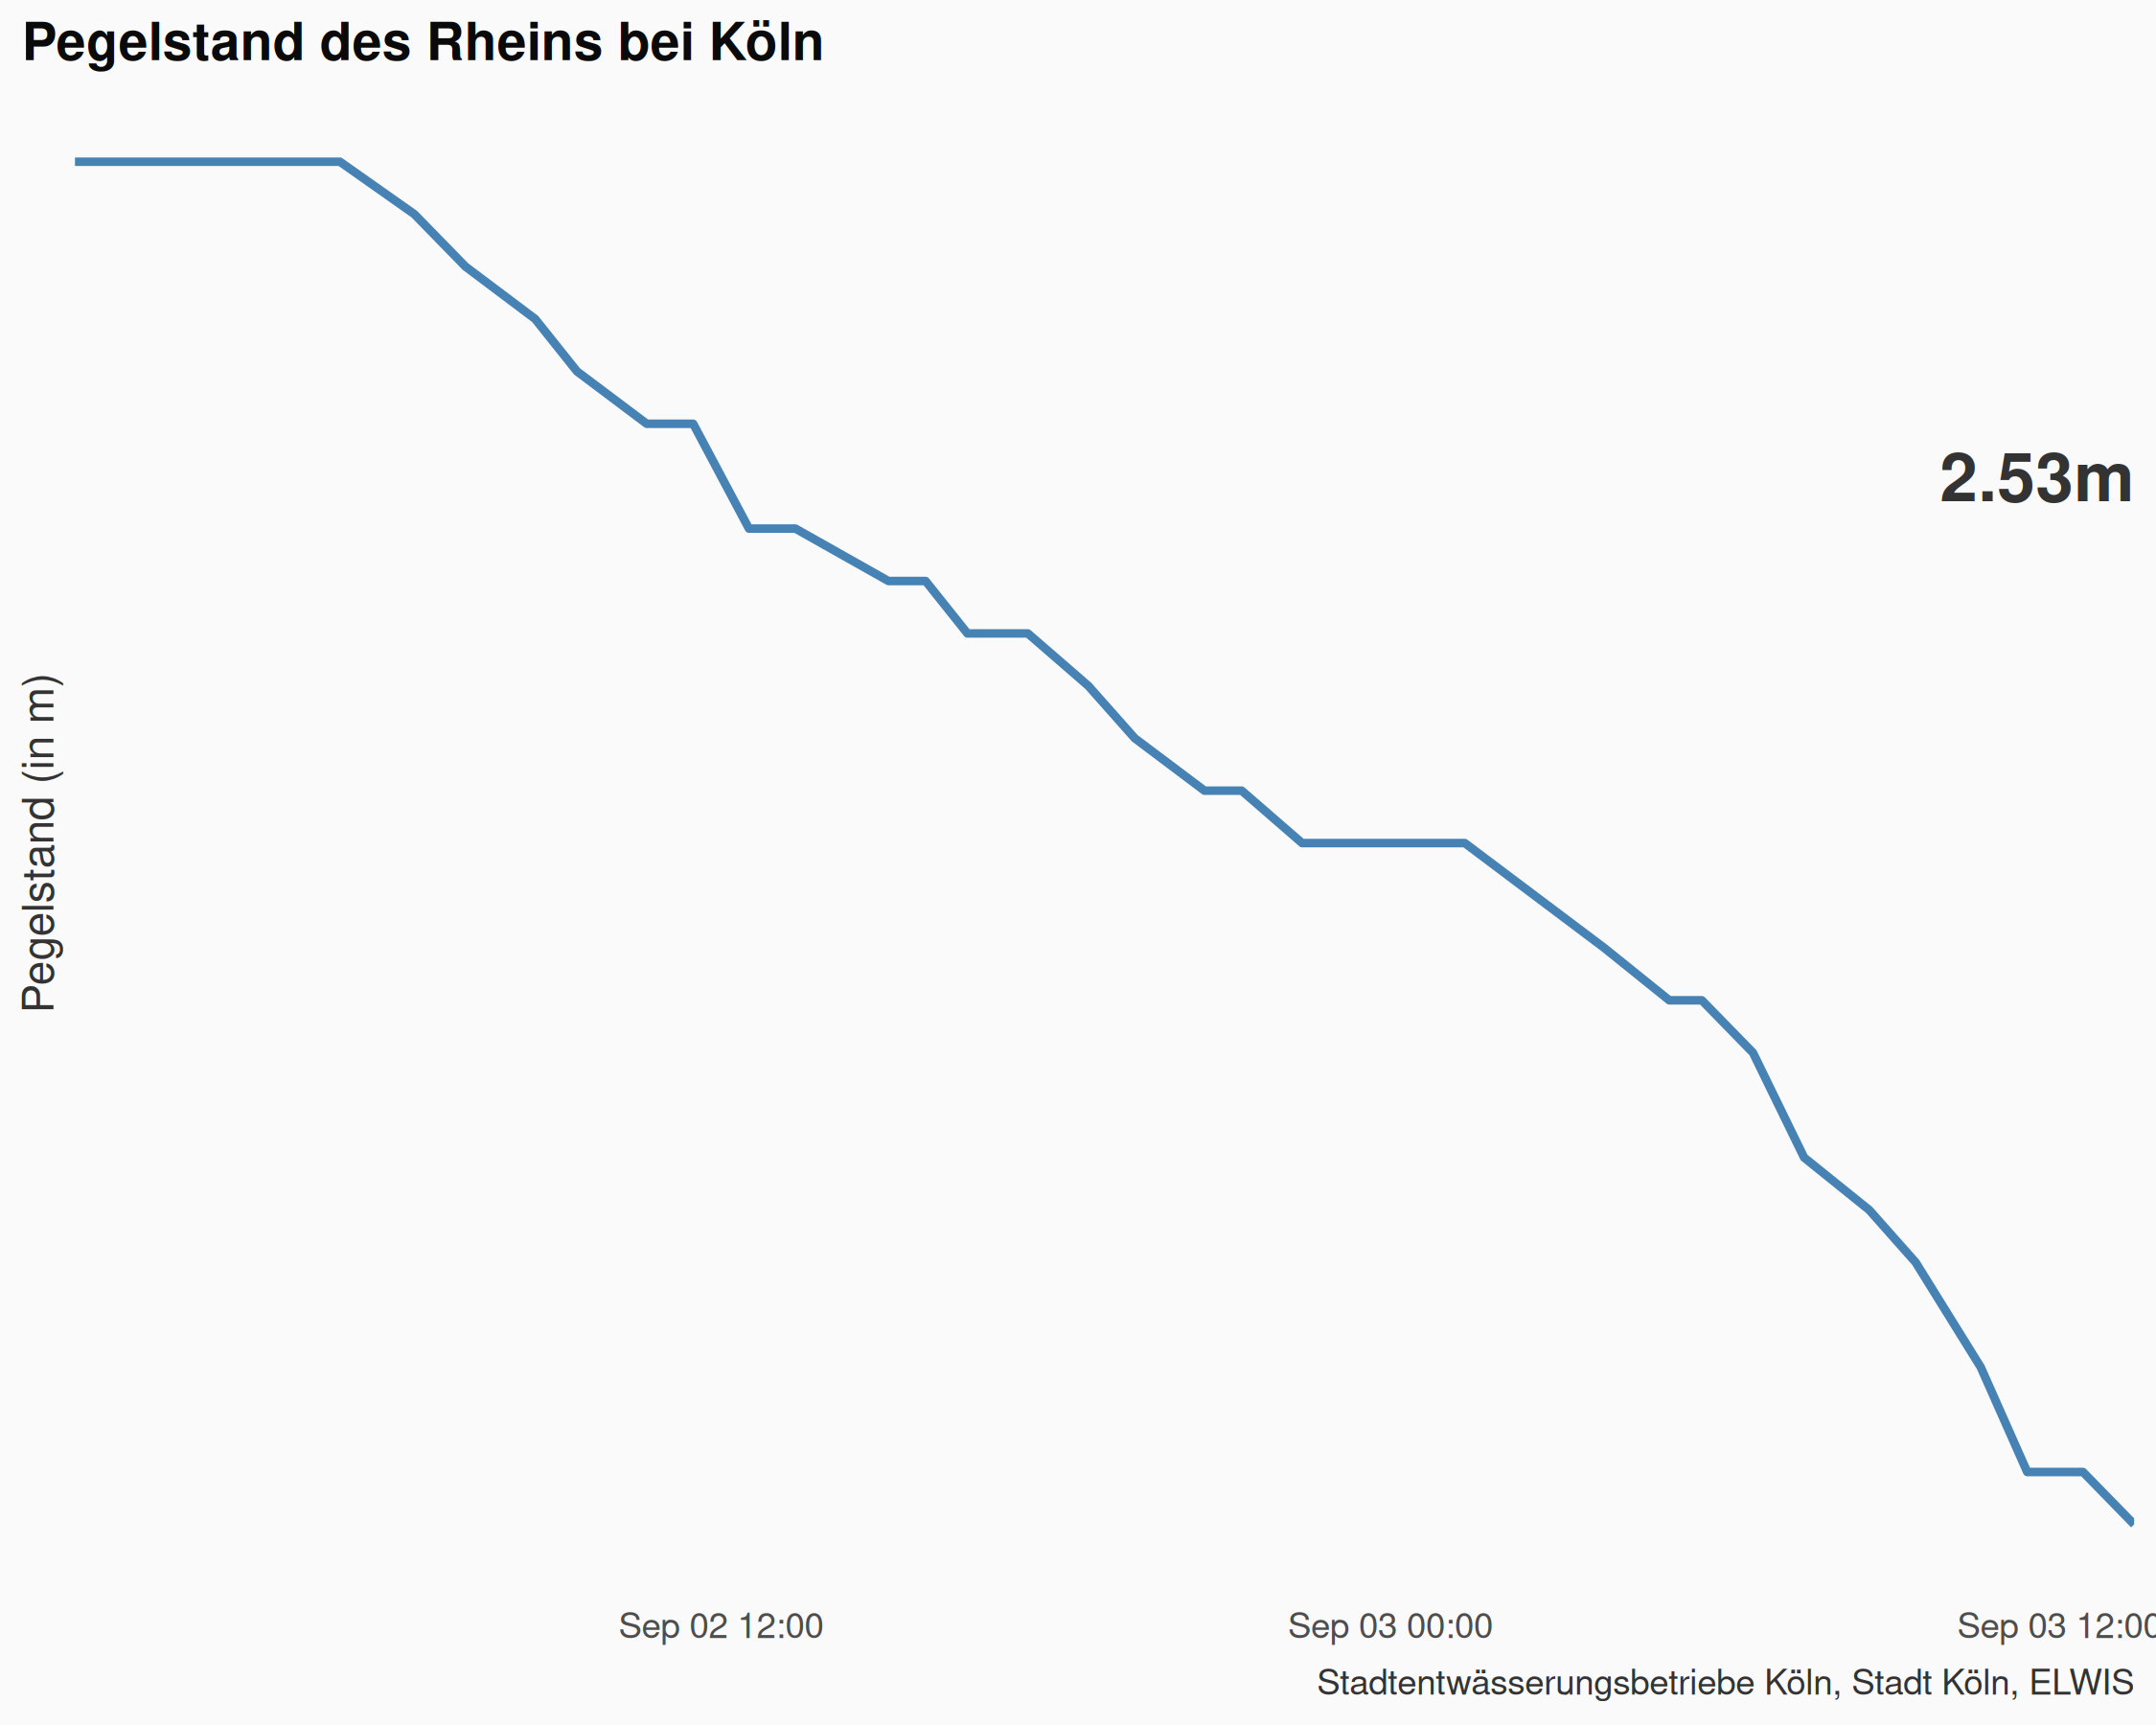 Pegelstand des Rheins bei Köln
2.53m
Pegelstand (in m)
Sep 02 12:00
Sep 03 00:00
Sep 03 12:00
Stadtentwässerungsbetriebe Köln, Stadt Köln, ELWIS